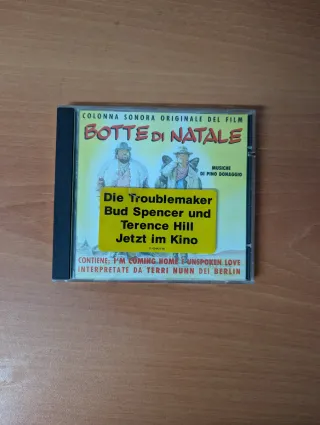 COLONNA SONORA ORIGINALE DEL FILM
BOTTE DI NATALE
MUSICHE
DI PINO DONAGGIO
Die Troublemaker
Bud Spencer und
Terence Hill
Jetzt im Kino
CONTIENE: I'M COMING HOME / UNSPOKEN LOVE
INTERPRETATE DA TERRI NUNN DEI BERLIN